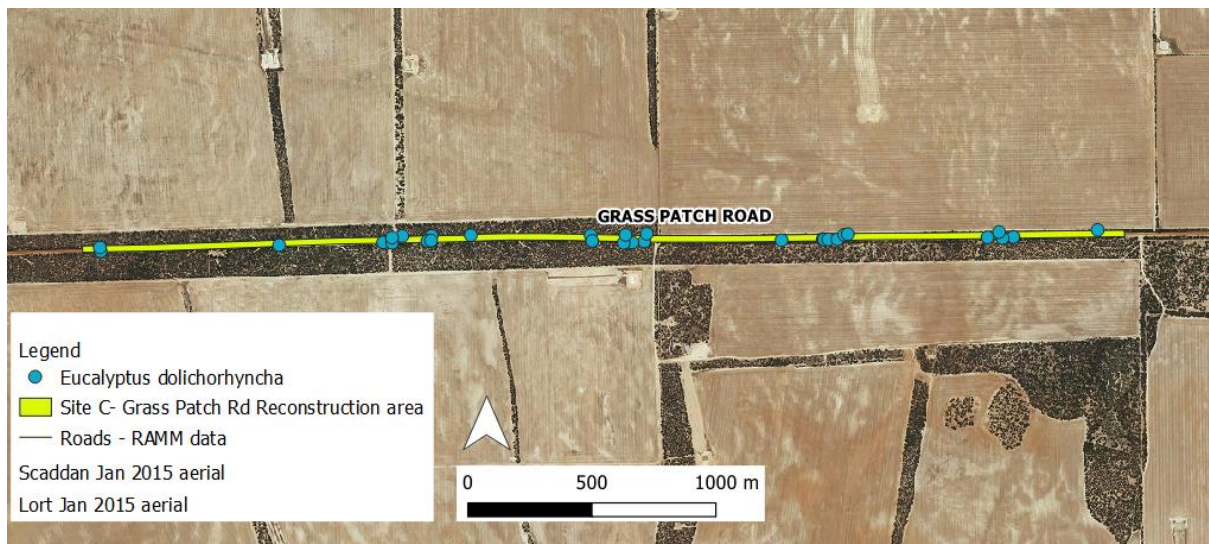 GRASS PATCH ROAD
Legend
Eucalyptus dolichorhyncha
Site C- Grass Patch Rd Reconstruction area
Roads - RAMM data
Scaddan Jan 2015 aerial
Lort Jan 2015 aerial
0 500 1000 m